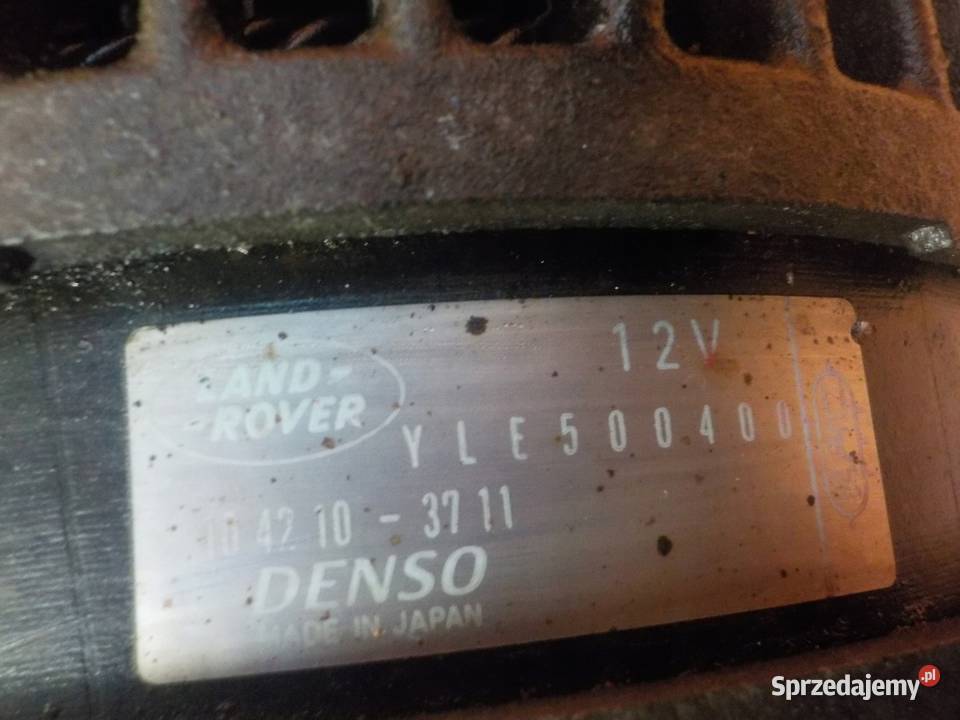 LAND-
-ROVER
12V
YLE500400
104210-3711
DENSO
MADE IN JAPAN
Sprzedajemy.pl